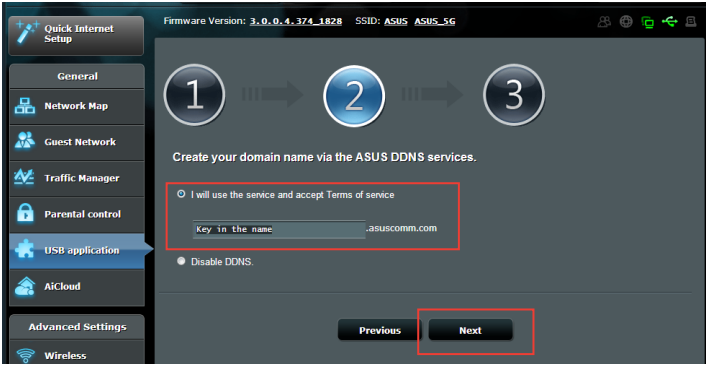 Quick Internet
Setup
Firmware Version: 3.0.0.4.374_1828 SSID: ASUS ASUS_5G
General
Network Map
Guest Network
Traffic Manager
Parental control
USB application
AiCloud
Advanced Settings
Wireless
1
2
3
Create your domain name via the ASUS DDNS services.
I will use the service and accept Terms of service
Key in the name .asuscomm.com
Disable DDNS.
Previous Next